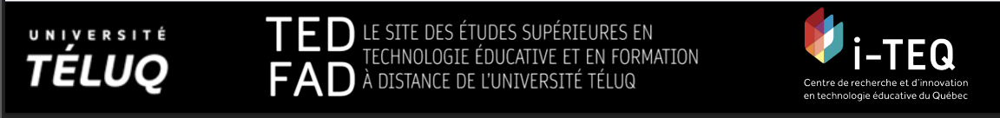 UNIVERSITÉ
TÉLUQ
TED
FAD
LE SITE DES ÉTUDES SUPÉRIEURES EN
TECHNOLOGIE ÉDUCATIVE ET EN FORMATION
À DISTANCE DE L'UNIVERSITÉ TÉLUQ
i-TEQ
Centre de recherche et d'innovation
en technologie éducative du Québec